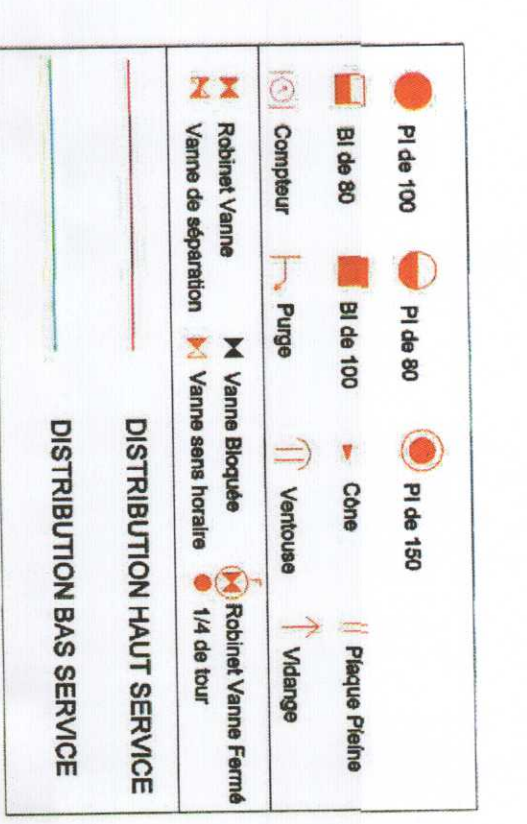 PI de 100 PI de 80 PI de 150
BI de 80 BI de 100 Cône Plaque Pleine
Compteur Purge Ventouse Vidange
Robinet Vanne Vanne Bloquée Robinet Vanne Fermé
Vanne de séparation Vanne sens horaire 1/4 de tour
DISTRIBUTION HAUT SERVICE
DISTRIBUTION BAS SERVICE